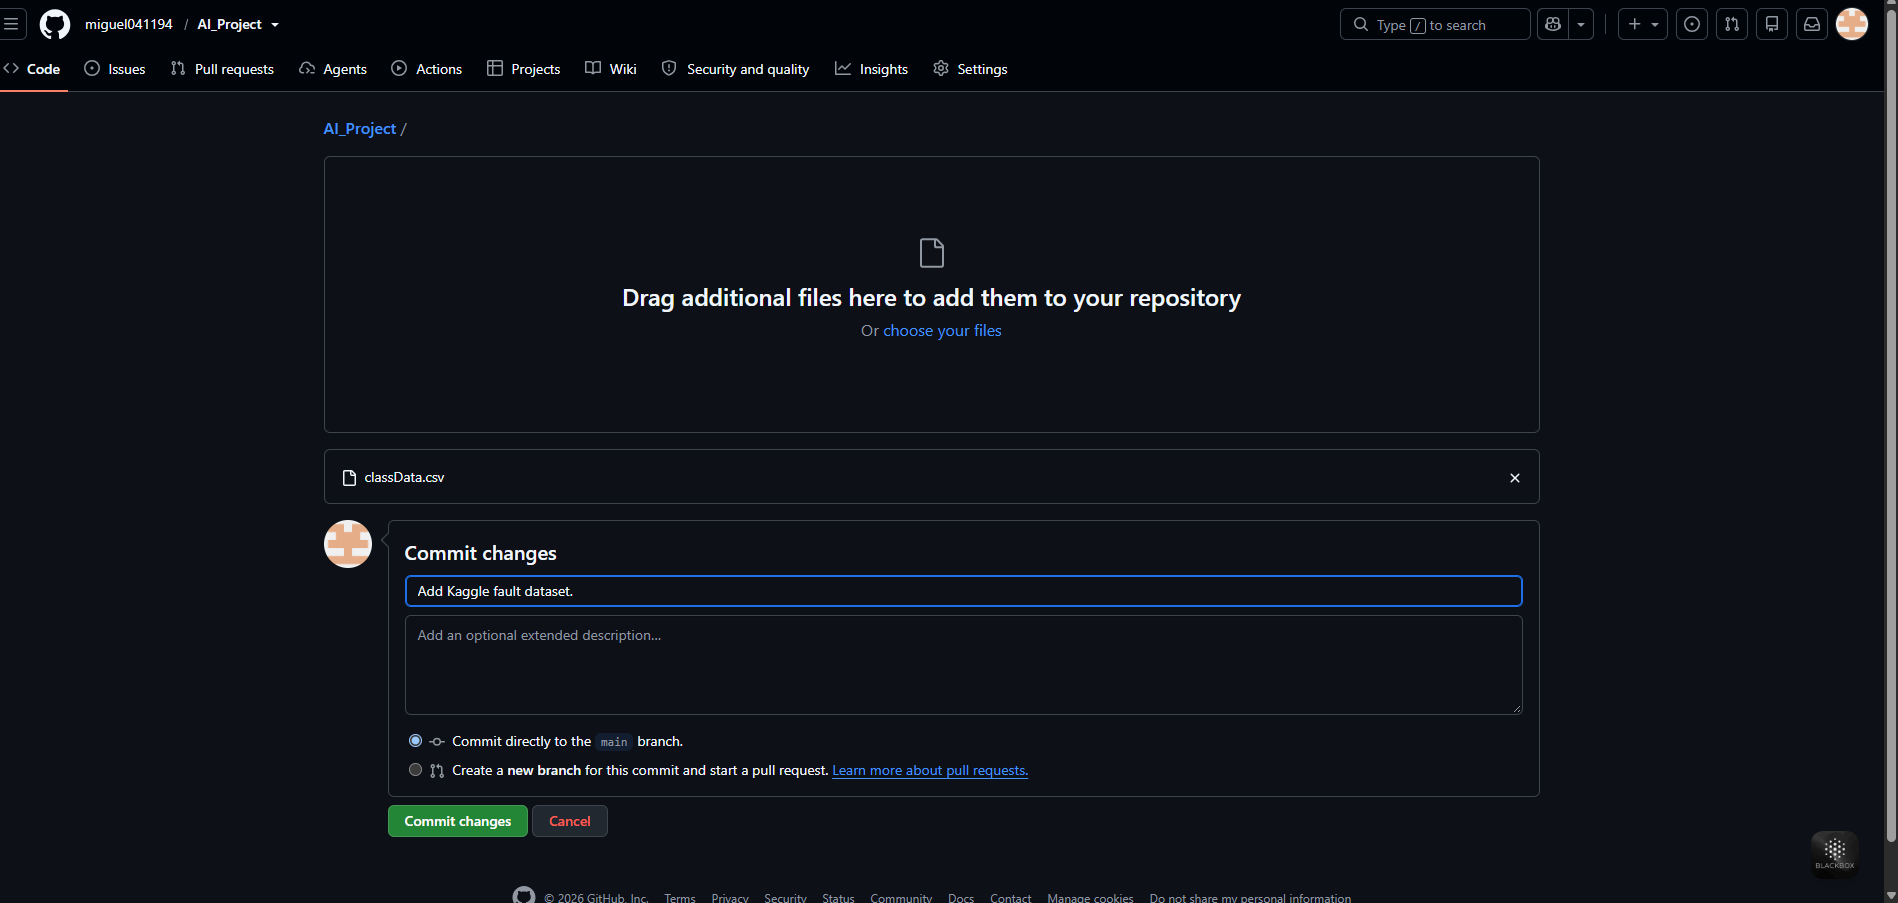 miguel041194 / AI_Project
Type / to search
Code Issues Pull requests Agents Actions Projects Wiki Security and quality Insights Settings
AI_Project /
Drag additional files here to add them to your repository
Or choose your files
classData.csv
Commit changes
Add Kaggle fault dataset.
Add an optional extended description...
Commit directly to the main branch.
Create a new branch for this commit and start a pull request. Learn more about pull requests.
Commit changes Cancel
BLACKBOX
© 2026 GitHub, Inc. Terms Privacy Security Status Community Docs Contact Manage cookies Do not share my personal information